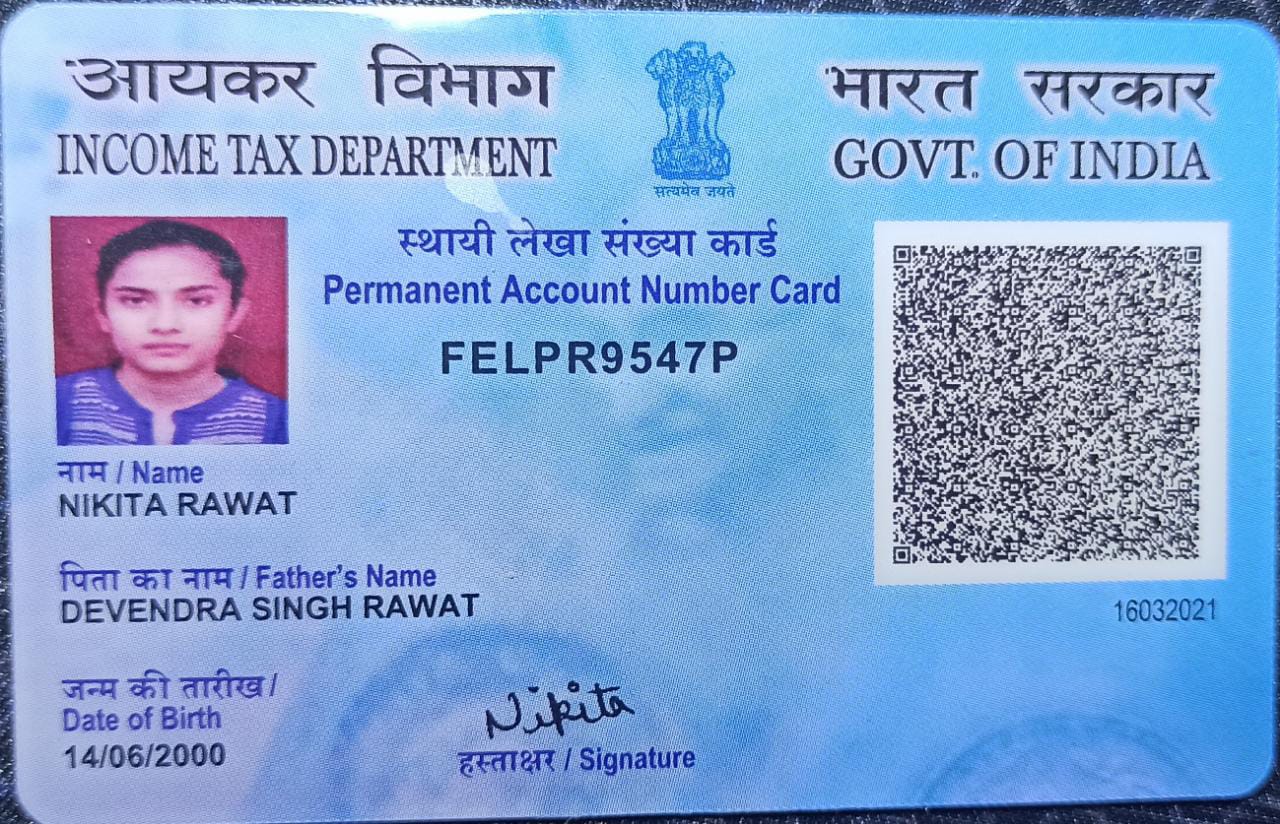 आयकर विभाग
INCOME TAX DEPARTMENT
सत्यमेव जयते
भारत सरकार
GOVT. OF INDIA
स्थायी लेखा संख्या कार्ड
Permanent Account Number Card
FELPR9547P
नाम / Name
NIKITA RAWAT
पिता का नाम / Father's Name
DEVENDRA SINGH RAWAT
16032021
जन्म की तारीख /
Date of Birth
14/06/2000
Nikita
हस्ताक्षर / Signature